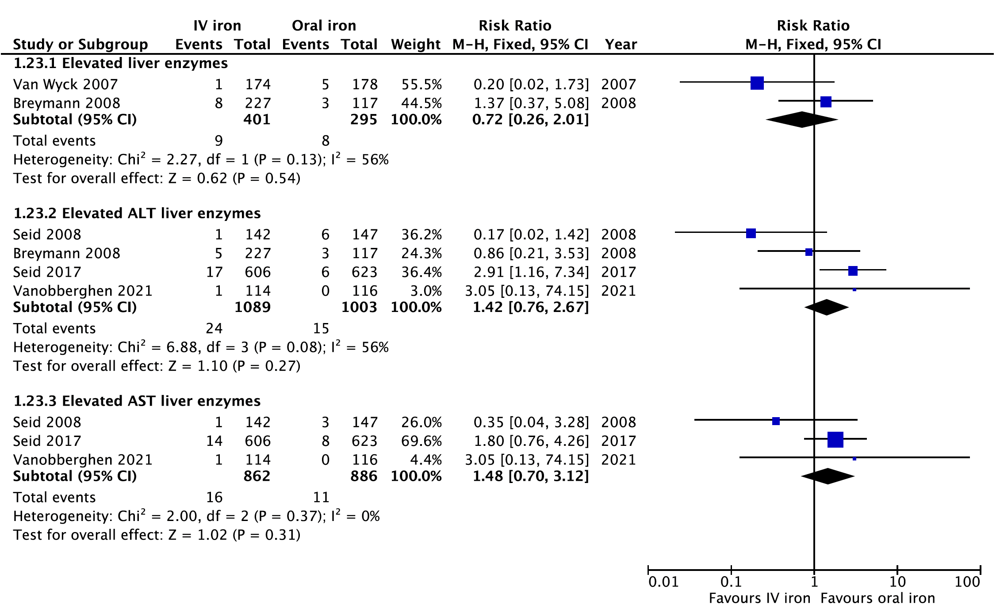 IV iron Oral iron Risk Ratio Risk Ratio
Study or Subgroup Events Total Events Total Weight M-H, Fixed, 95% CI Year M-H, Fixed, 95% CI
1.23.1 Elevated liver enzymes
Van Wyck 2007 1 174 5 178 55.5% 0.20 [0.02, 1.73] 2007
Breymann 2008 8 227 3 117 44.5% 1.37 [0.37, 5.08] 2008
Subtotal (95% CI) 401 295 100.0% 0.72 [0.26, 2.01]
Total events 9 8
Heterogeneity: Chi² = 2.27, df = 1 (P = 0.13); I² = 56%
Test for overall effect: Z = 0.62 (P = 0.54)
1.23.2 Elevated ALT liver enzymes
Seid 2008 1 142 6 147 36.2% 0.17 [0.02, 1.42] 2008
Breymann 2008 5 227 3 117 24.3% 0.86 [0.21, 3.53] 2008
Seid 2017 17 606 6 623 36.4% 2.91 [1.16, 7.34] 2017
Vanobberghen 2021 1 114 0 116 3.0% 3.05 [0.13, 74.15] 2021
Subtotal (95% CI) 1089 1003 100.0% 1.42 [0.76, 2.67]
Total events 24 15
Heterogeneity: Chi² = 6.88, df = 3 (P = 0.08); I² = 56%
Test for overall effect: Z = 1.10 (P = 0.27)
1.23.3 Elevated AST liver enzymes
Seid 2008 1 142 3 147 26.0% 0.35 [0.04, 3.28] 2008
Seid 2017 14 606 8 623 69.6% 1.80 [0.76, 4.26] 2017
Vanobberghen 2021 1 114 0 116 4.4% 3.05 [0.13, 74.15] 2021
Subtotal (95% CI) 862 886 100.0% 1.48 [0.70, 3.12]
Total events 16 11
Heterogeneity: Chi² = 2.00, df = 2 (P = 0.37); I² = 0%
Test for overall effect: Z = 1.02 (P = 0.31)
0.01 0.1 1 10 100
Favours IV iron Favours oral iron